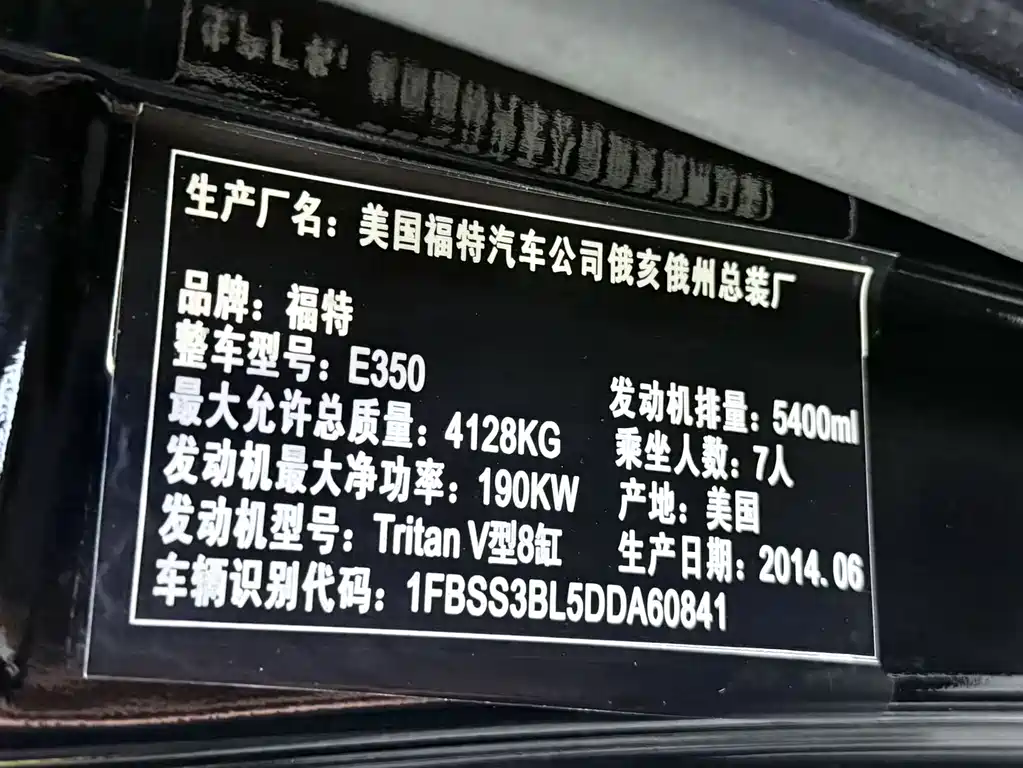 生产厂名：美国福特汽车公司俄亥俄州总装厂
品牌：福特
整车型号：E350
最大允许总质量：4128KG
发动机最大净功率：190KW
发动机型号：Tritan V型8缸
车辆识别代码：1FBSS3BL5DDA60841
发动机排量：5400ml
乘坐人数：7人
产地：美国
生产日期：2014.06